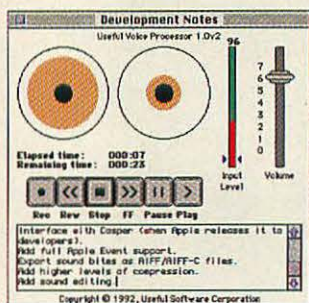 Development Notes
Useful Voice Processor 1.0v2
96
7
6
5
4
3
2
1
0
Elapsed time: 000:07
Remaining time: 000:23
Input Level
Volume
Rec Rew Stop FF Pause Play
Interface with Casper (when Apple releases it to
developers).
Add full Apple Event support.
Export sound bites as AIFF/AIFF-C files.
Add higher levels of compression.
Add sound editing.
Copyright © 1992, Useful Software Corporation